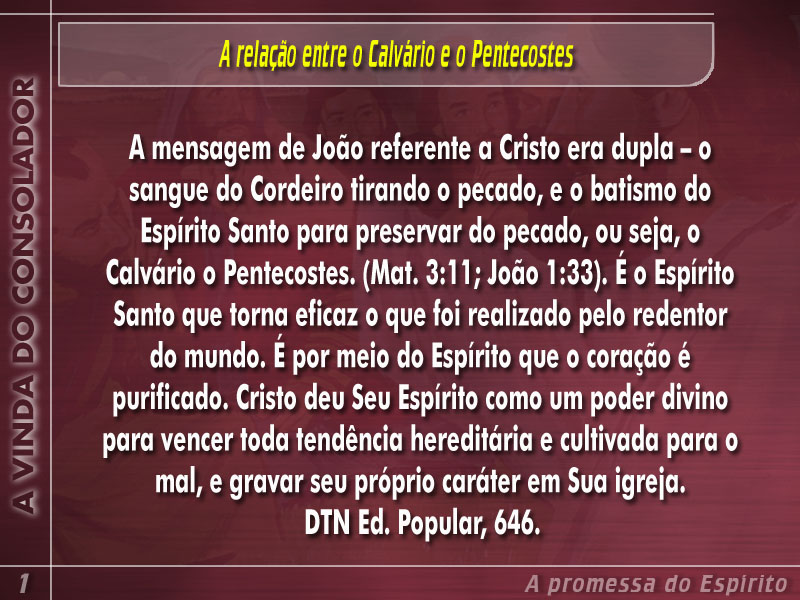 A relação entre o Calvário e o Pentecostes
A VINDA DO CONSOLADOR
A mensagem de João referente a Cristo era dupla – o
sangue do Cordeiro tirando o pecado, e o batismo do
Espírito Santo para preservar do pecado, ou seja, o
Calvário o Pentecostes. (Mat. 3:11; João 1:33). É o Espírito
Santo que torna eficaz o que foi realizado pelo redentor
do mundo. É por meio do Espírito que o coração é
purificado. Cristo deu Seu Espírito como um poder divino
para vencer toda tendência hereditária e cultivada para o
mal, e gravar seu próprio caráter em Sua igreja.
DTN Ed. Popular, 646.
1
A promessa do Espírito